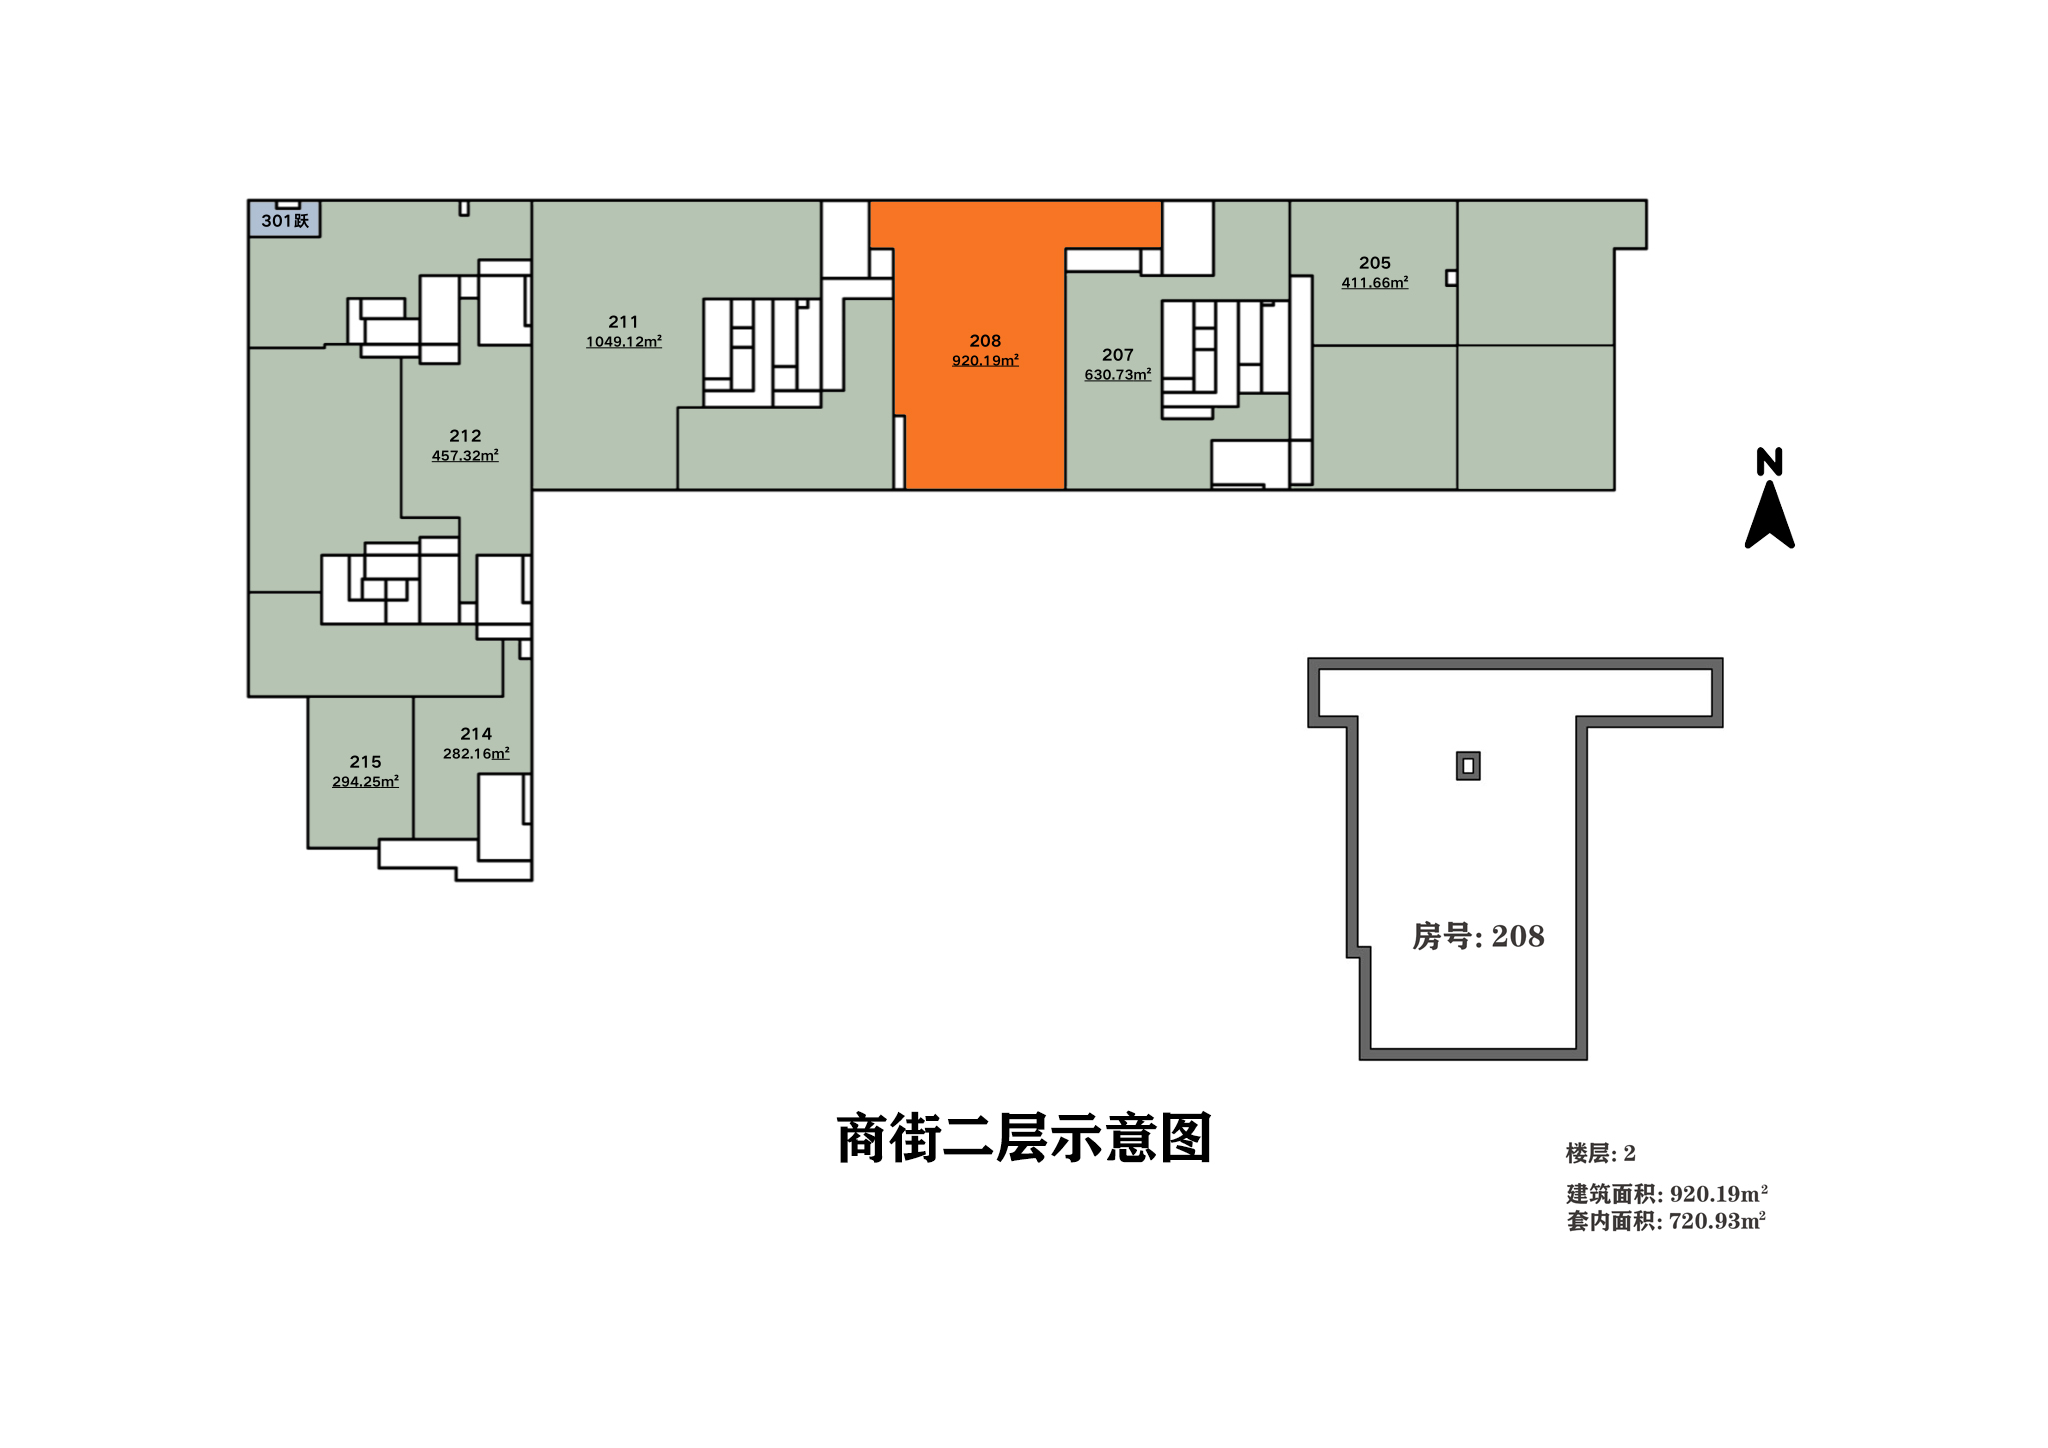 301跃
205
411.66m²
211
1049.12m²
208
920.19m²
207
630.73m²
212
457.32m²
N
214
282.16m²
215
294.25m²
房号: 208
商街二层示意图
楼层: 2
建筑面积: 920.19m²
套内面积: 720.93m²